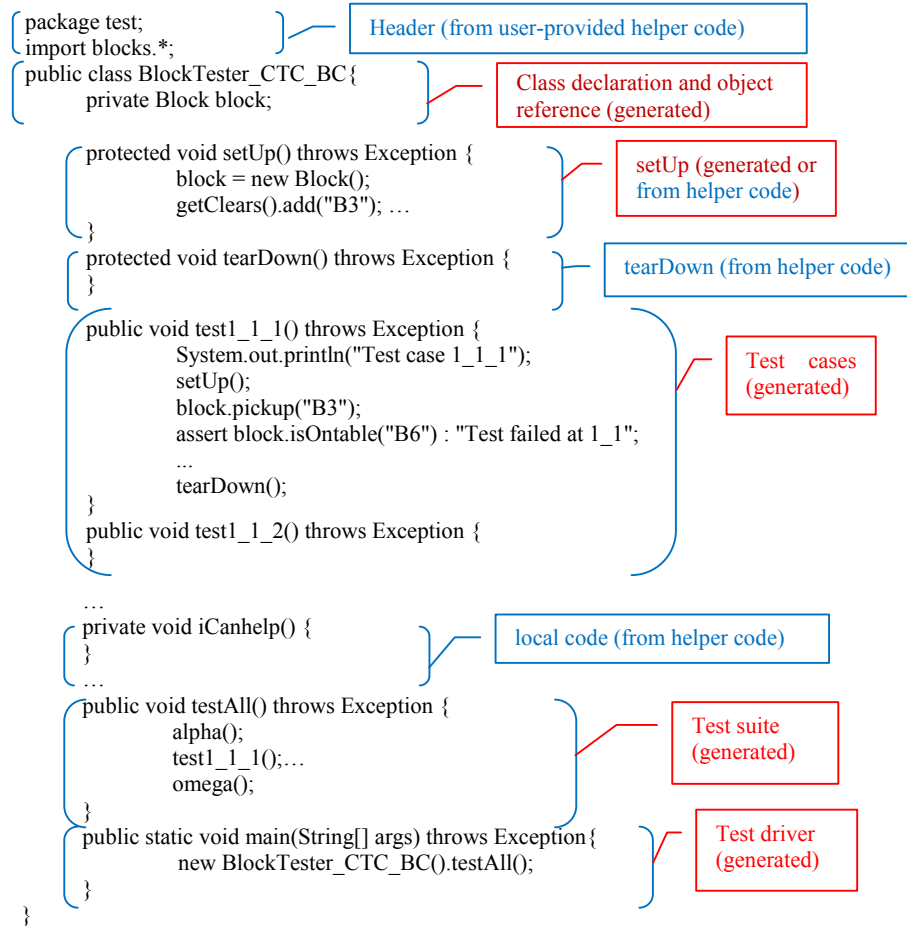 package test;
import blocks.*;
Header (from user-provided helper code)
public class BlockTester_CTC_BC{
private Block block;
Class declaration and object
reference (generated)
protected void setUp() throws Exception {
block = new Block();
getClears().add("B3"); …
}
setUp (generated or
from helper code)
protected void tearDown() throws Exception {
}
tearDown (from helper code)
public void test1_1_1() throws Exception {
System.out.println("Test case 1_1_1");
setUp();
block.pickup("B3");
assert block.isOntable("B6") : "Test failed at 1_1";
...
tearDown();
}
public void test1_1_2() throws Exception {
}
Test cases
(generated)
…
private void iCanhelp() {
}
…
local code (from helper code)
public void testAll() throws Exception {
alpha();
test1_1_1();…
omega();
}
Test suite
(generated)
public static void main(String[] args) throws Exception{
new BlockTester_CTC_BC().testAll();
}
Test driver
(generated)
}